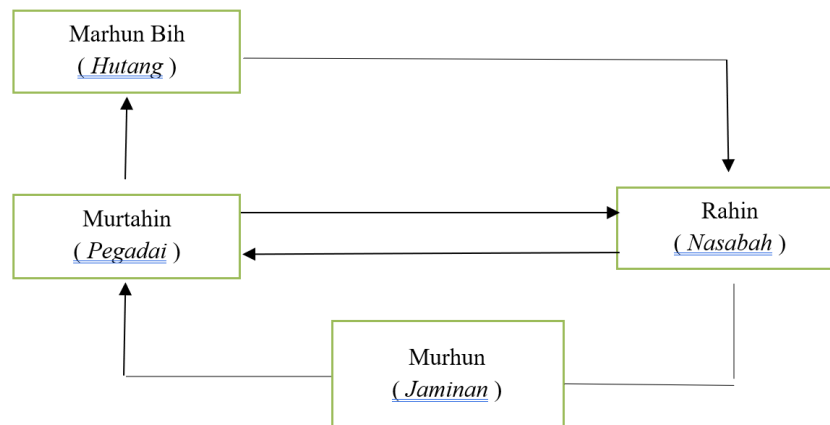 Marhun Bih
( Hutang )
Murtahin
( Pegadai )
Rahin
( Nasabah )
Murhun
( Jaminan )